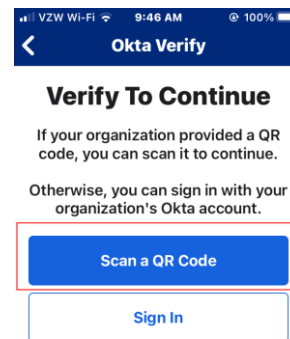 VZW Wi-Fi 9:46 AM 100%
Okta Verify
Verify To Continue
If your organization provided a QR
code, you can scan it to continue.
Otherwise, you can sign in with your
organization's Okta account.
Scan a QR Code
Sign In